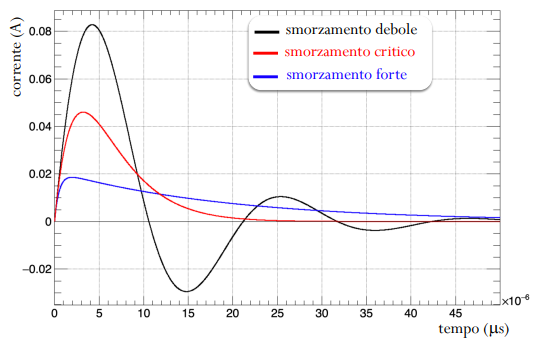 corrente (A)
smorzamento debole
smorzamento critico
smorzamento forte
0.08
0.06
0.04
0.02
0
−0.02
0 5 10 15 20 25 30 35 40 45
×10⁻⁶
tempo (μs)